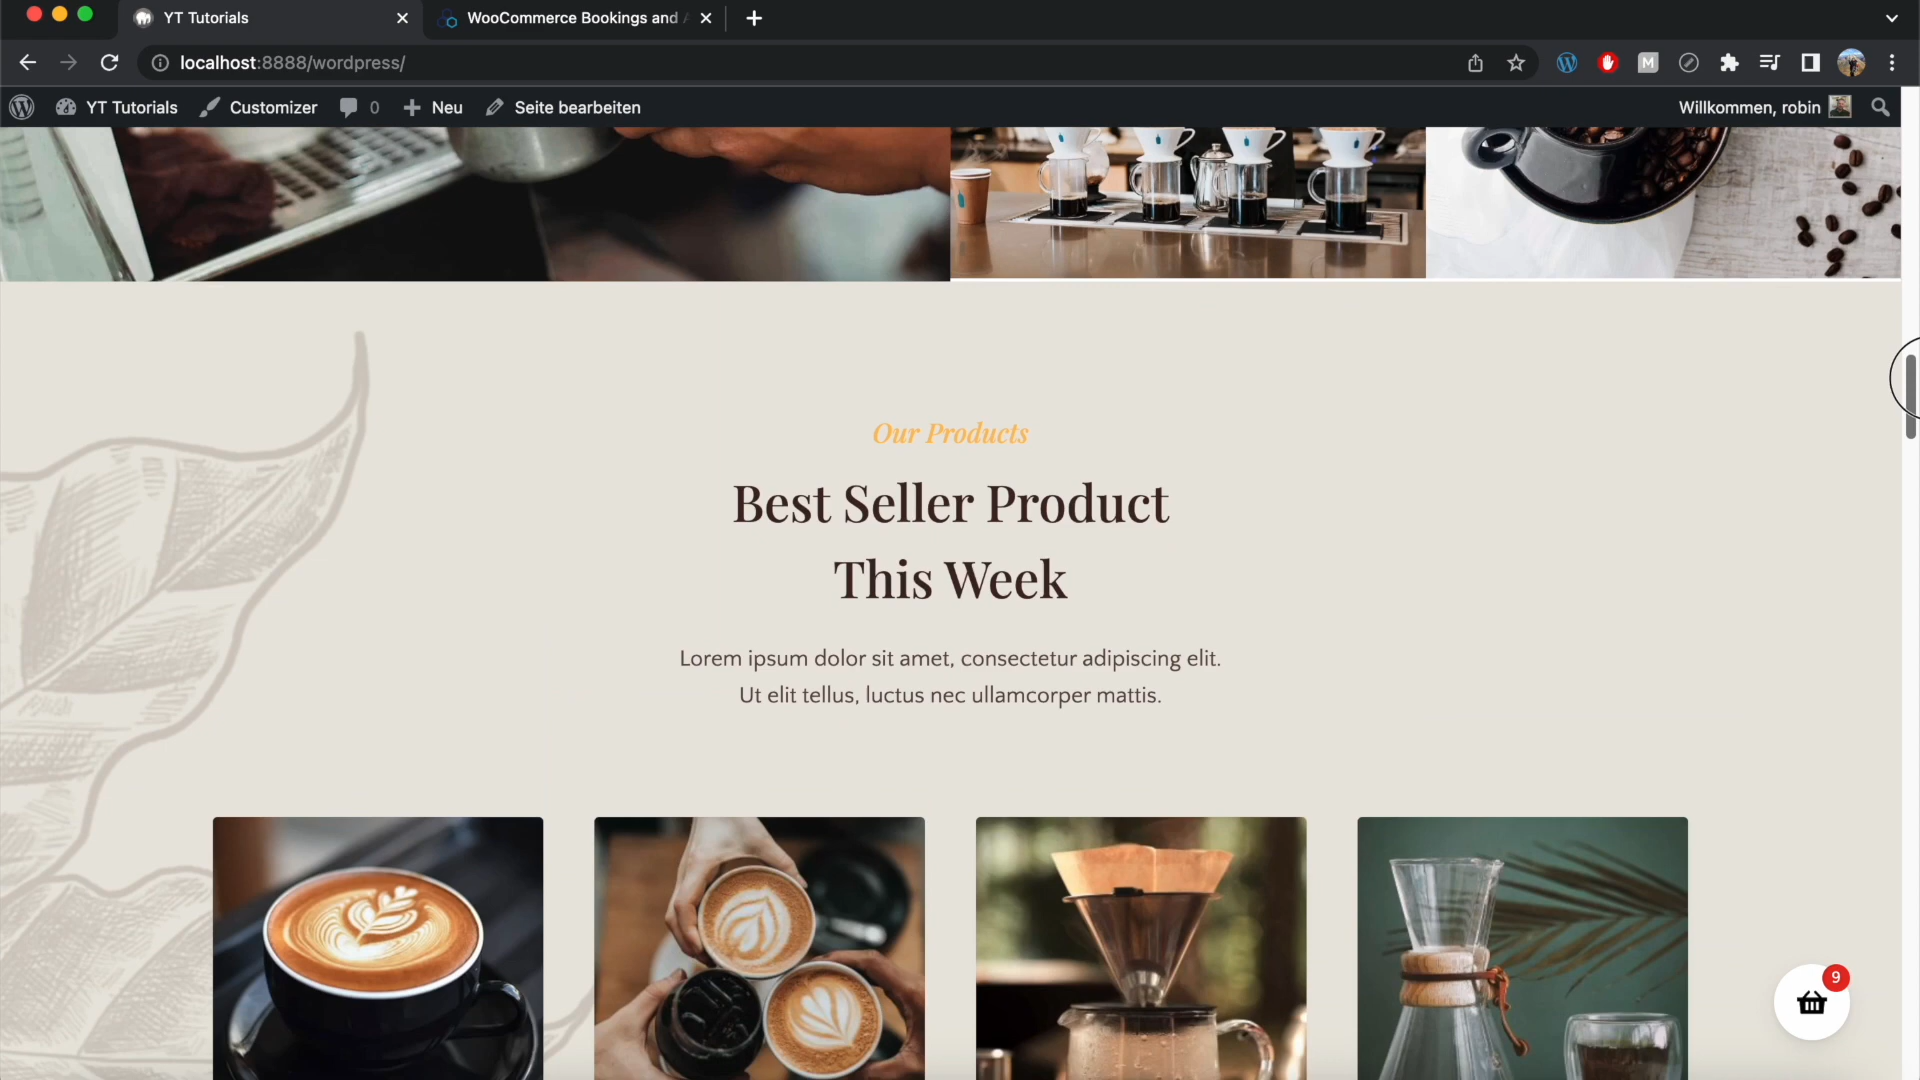 YT Tutorials
WooCommerce Bookings and
localhost:8888/wordpress/
YT Tutorials
Customizer
0
Neu
Seite bearbeiten
Willkommen, robin
Our Products
Best Seller Product
This Week
Lorem ipsum dolor sit amet, consectetur adipiscing elit.
Ut elit tellus, luctus nec ullamcorper mattis.
9